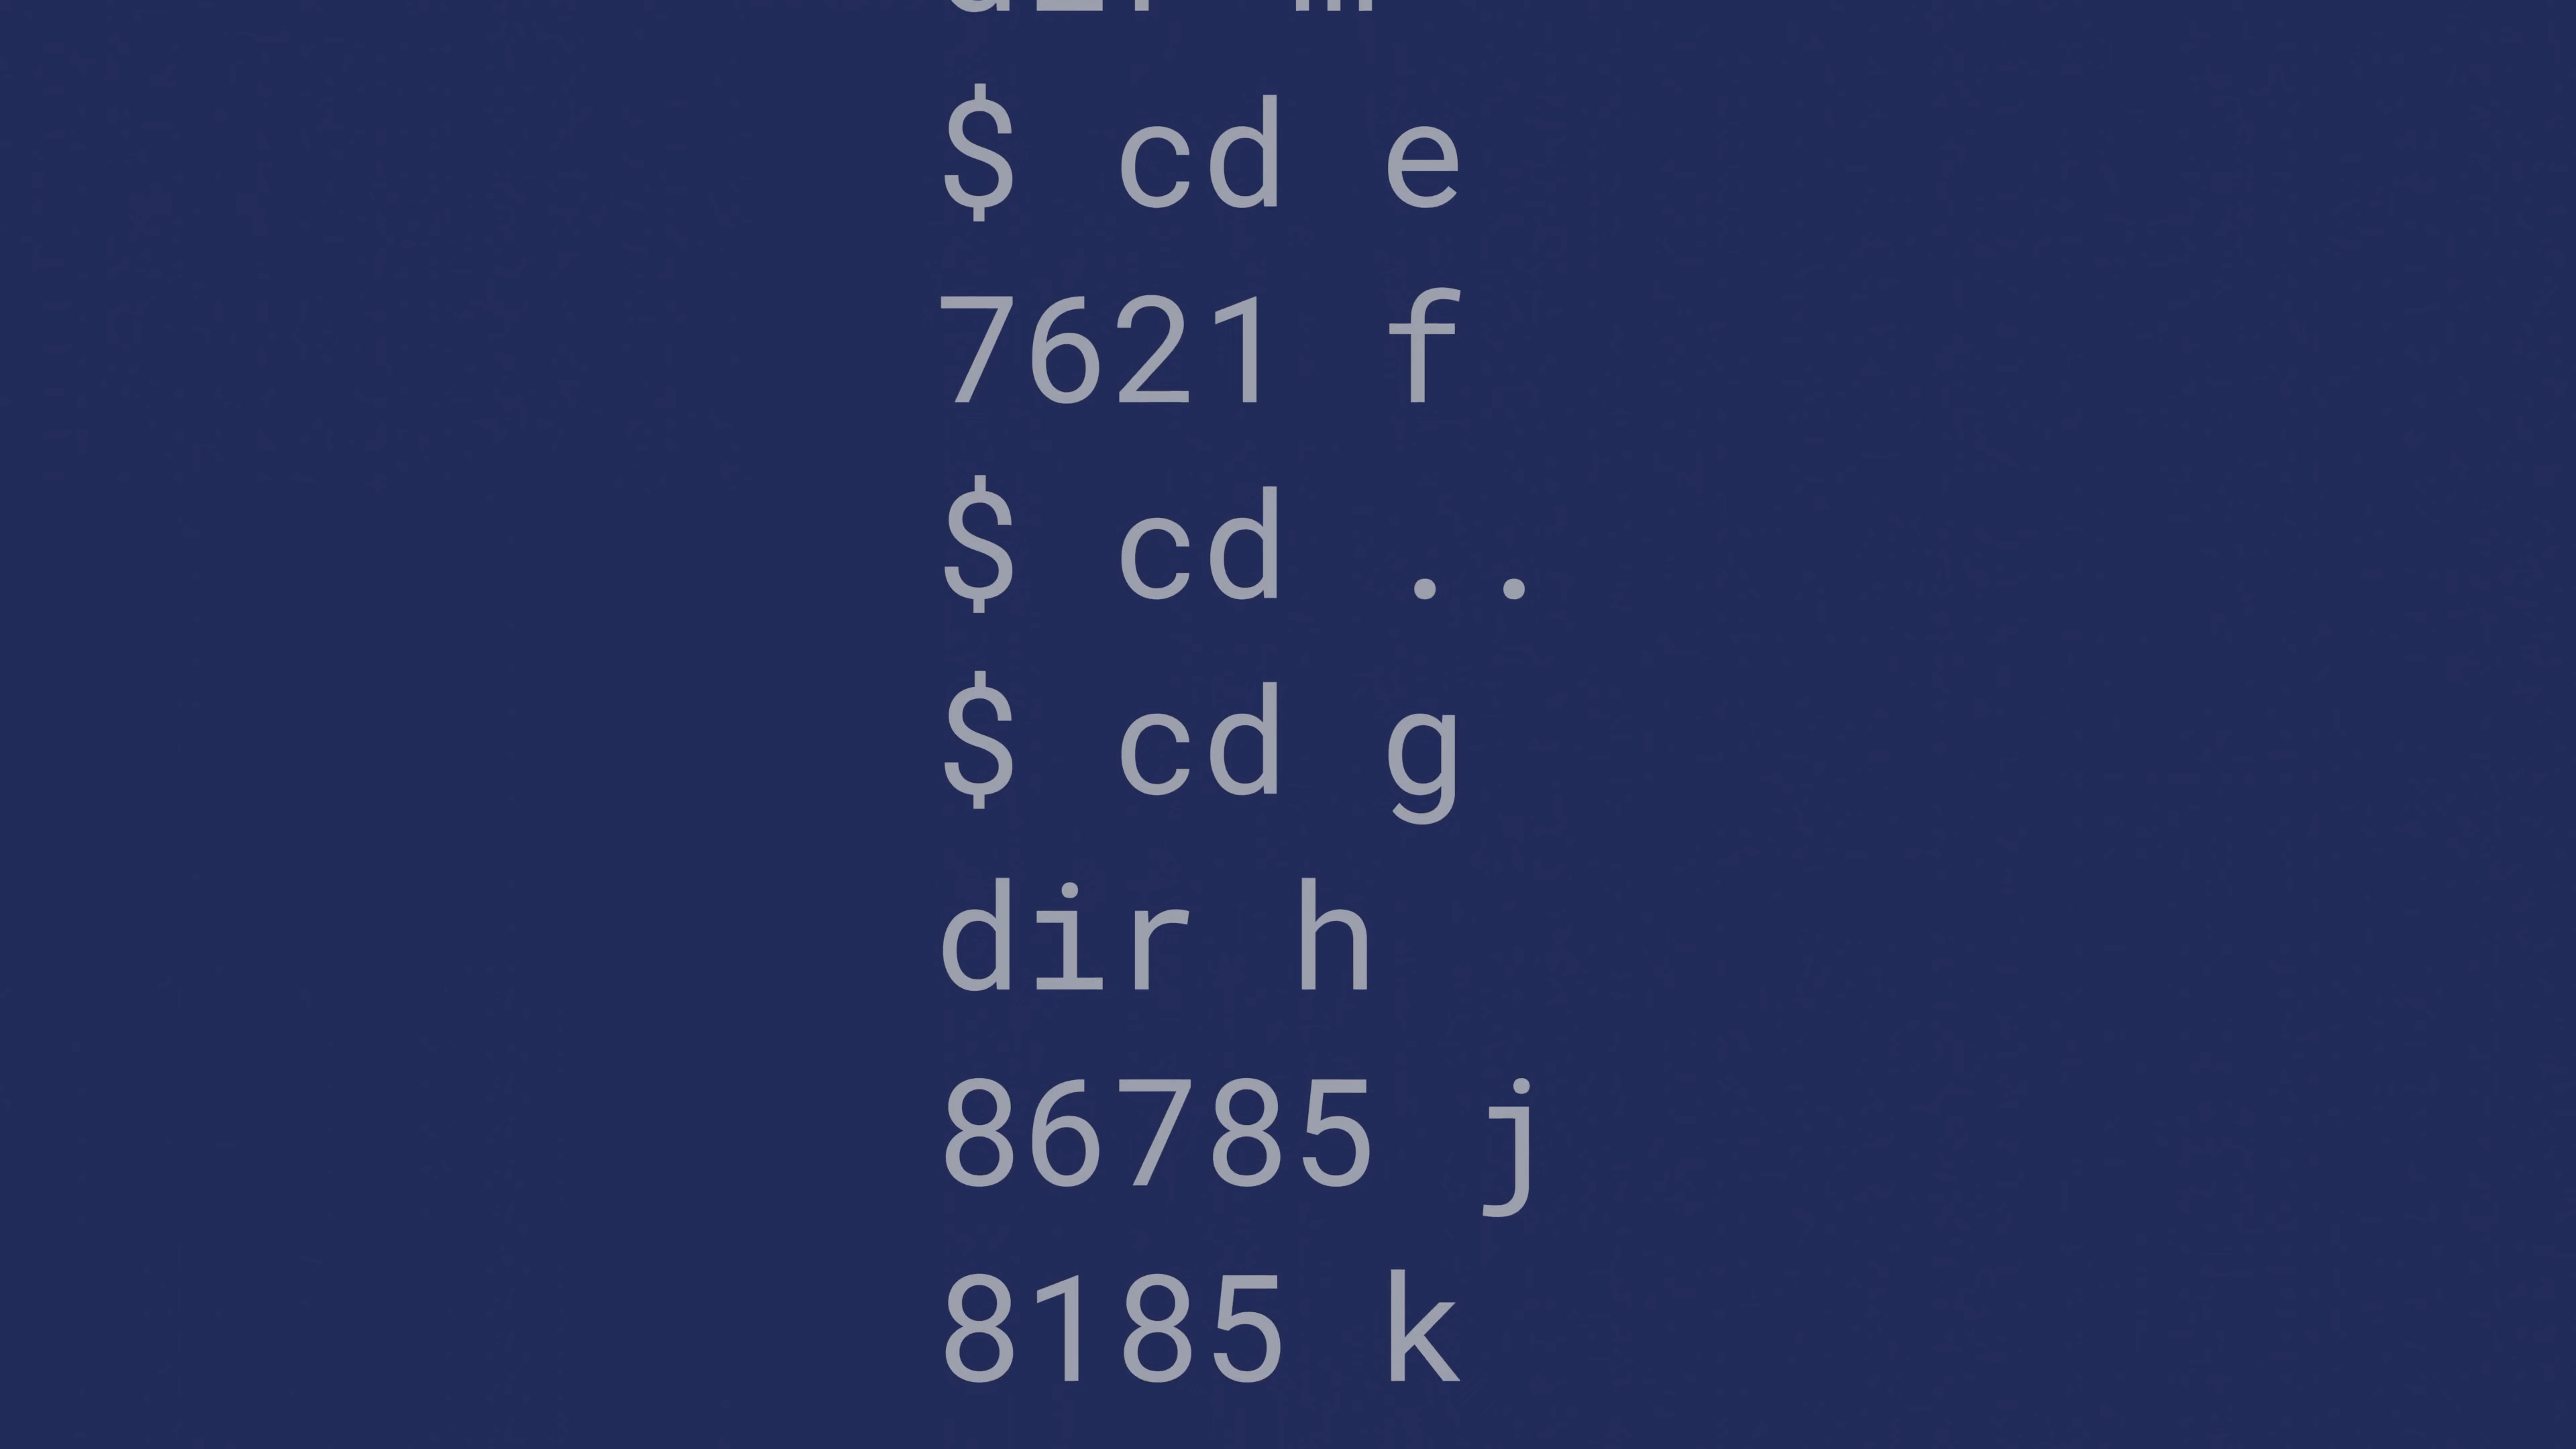 $ cd e
7621 f
$ cd ..
$ cd g
dir h
86785 j
8185 k